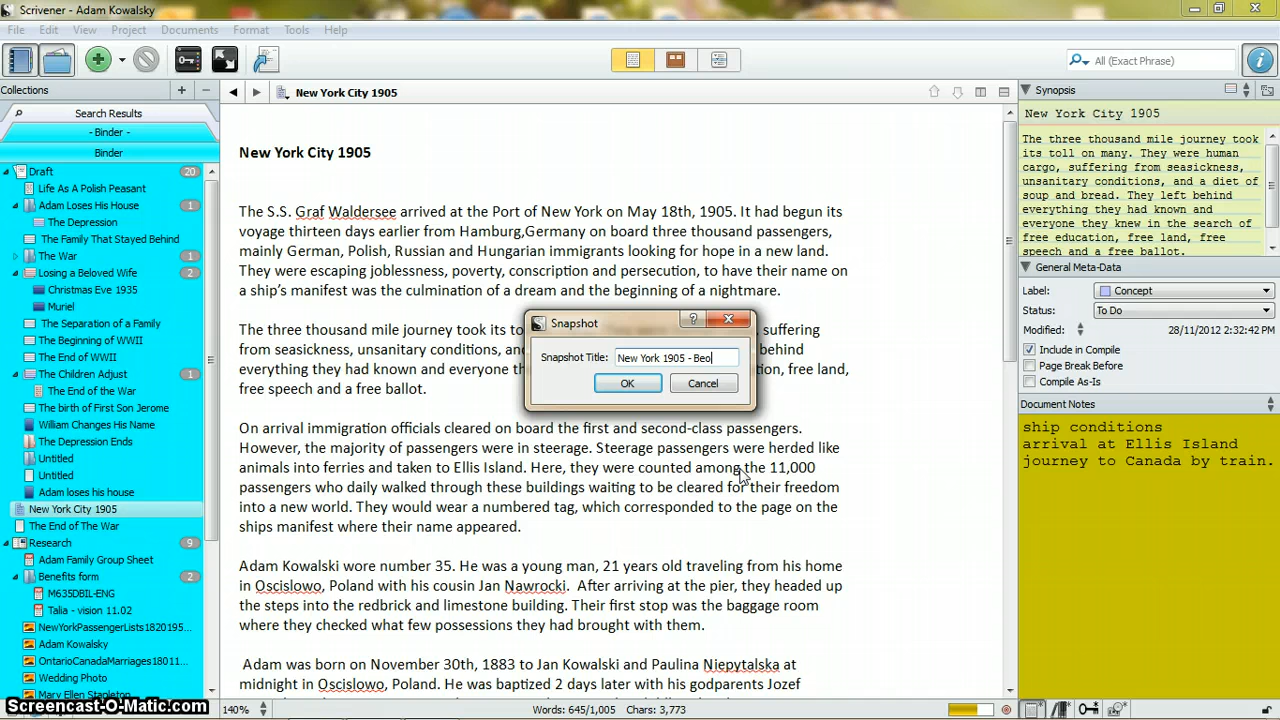 Scrivener - Adam Kowalsky
File Edit View Project Documents Format Tools Help
All (Exact Phrase)
Collections
Search Results
- Binder -
Binder
Draft 20
Life As A Polish Peasant
Adam Loses His House 1
The Depression
The Family That Stayed Behind
The War 1
Losing a Beloved Wife 2
Christmas Eve 1935
Muriel
The Separation of a Family
The Beginning of WWII
The End of WWII
The Children Adjust 1
The End of the War
The birth of First Son Jerome
William Changes His Name
The Depression Ends
Untitled
Untitled
Adam loses his house
New York City 1905
The End of The War
Research 9
Adam Family Group Sheet
Benefits form 2
M635DBIL-ENG
Talia - vision 11.02
NewYorkPassengerLists1820195...
Adam Kowalsky
OntarioCanadaMarriages18011...
Wedding Photo
Mary Ellen Stapleton
Screencast-O-Matic.com
New York City 1905
New York City 1905
The S.S. Graf Waldersee arrived at the Port of New York on May 18th, 1905. It had begun its
voyage thirteen days earlier from Hamburg,Germany on board three thousand passengers,
mainly German, Polish, Russian and Hungarian immigrants looking for hope in a new land.
They were escaping joblessness, poverty, conscription and persecution, to have their name on
a ship's manifest was the culmination of a dream and the beginning of a nightmare.
The three thousand mile journey took its to suffering
from seasickness, unsanitary conditions, an behind
everything they had known and everyone th ion, free land,
free speech and a free ballot.
On arrival immigration officials cleared on board the first and second-class passengers.
However, the majority of passengers were in steerage. Steerage passengers were herded like
animals into ferries and taken to Ellis Island. Here, they were counted among the 11,000
passengers who daily walked through these buildings waiting to be cleared for their freedom
into a new world. They would wear a numbered tag, which corresponded to the page on the
ships manifest where their name appeared.
Adam Kowalski wore number 35. He was a young man, 21 years old traveling from his home
in Oscislowo, Poland with his cousin Jan Nawrocki. After arriving at the pier, they headed up
the steps into the redbrick and limestone building. Their first stop was the baggage room
where they checked what few possssions they had brought with them.
Adam was born on November 30th, 1883 to Jan Kowalski and Paulina Niepytalska at
midnight in Oscislowo, Poland. He was baptized 2 days later with his godparents Jozef
Snapshot
Snapshot Title: New York 1905 - Beo
OK Cancel
140% Words: 645/1,005 Chars: 3,773
Synopsis
New York City 1905
The three thousand mile journey took
its toll on many. They were human
cargo, suffering from seasickness,
unsanitary conditions, and a diet of
soup and bread. They left behind
everything they had known and
everyone they knew in the search of
free education, free land, free
speech and a free ballot.
General Meta-Data
Label: Concept
Status: To Do
Modified: 28/11/2012 2:32:42 PM
Include in Compile
Page Break Before
Compile As-Is
Document Notes
ship conditions
arrival at Ellis Island
journey to Canada by train.